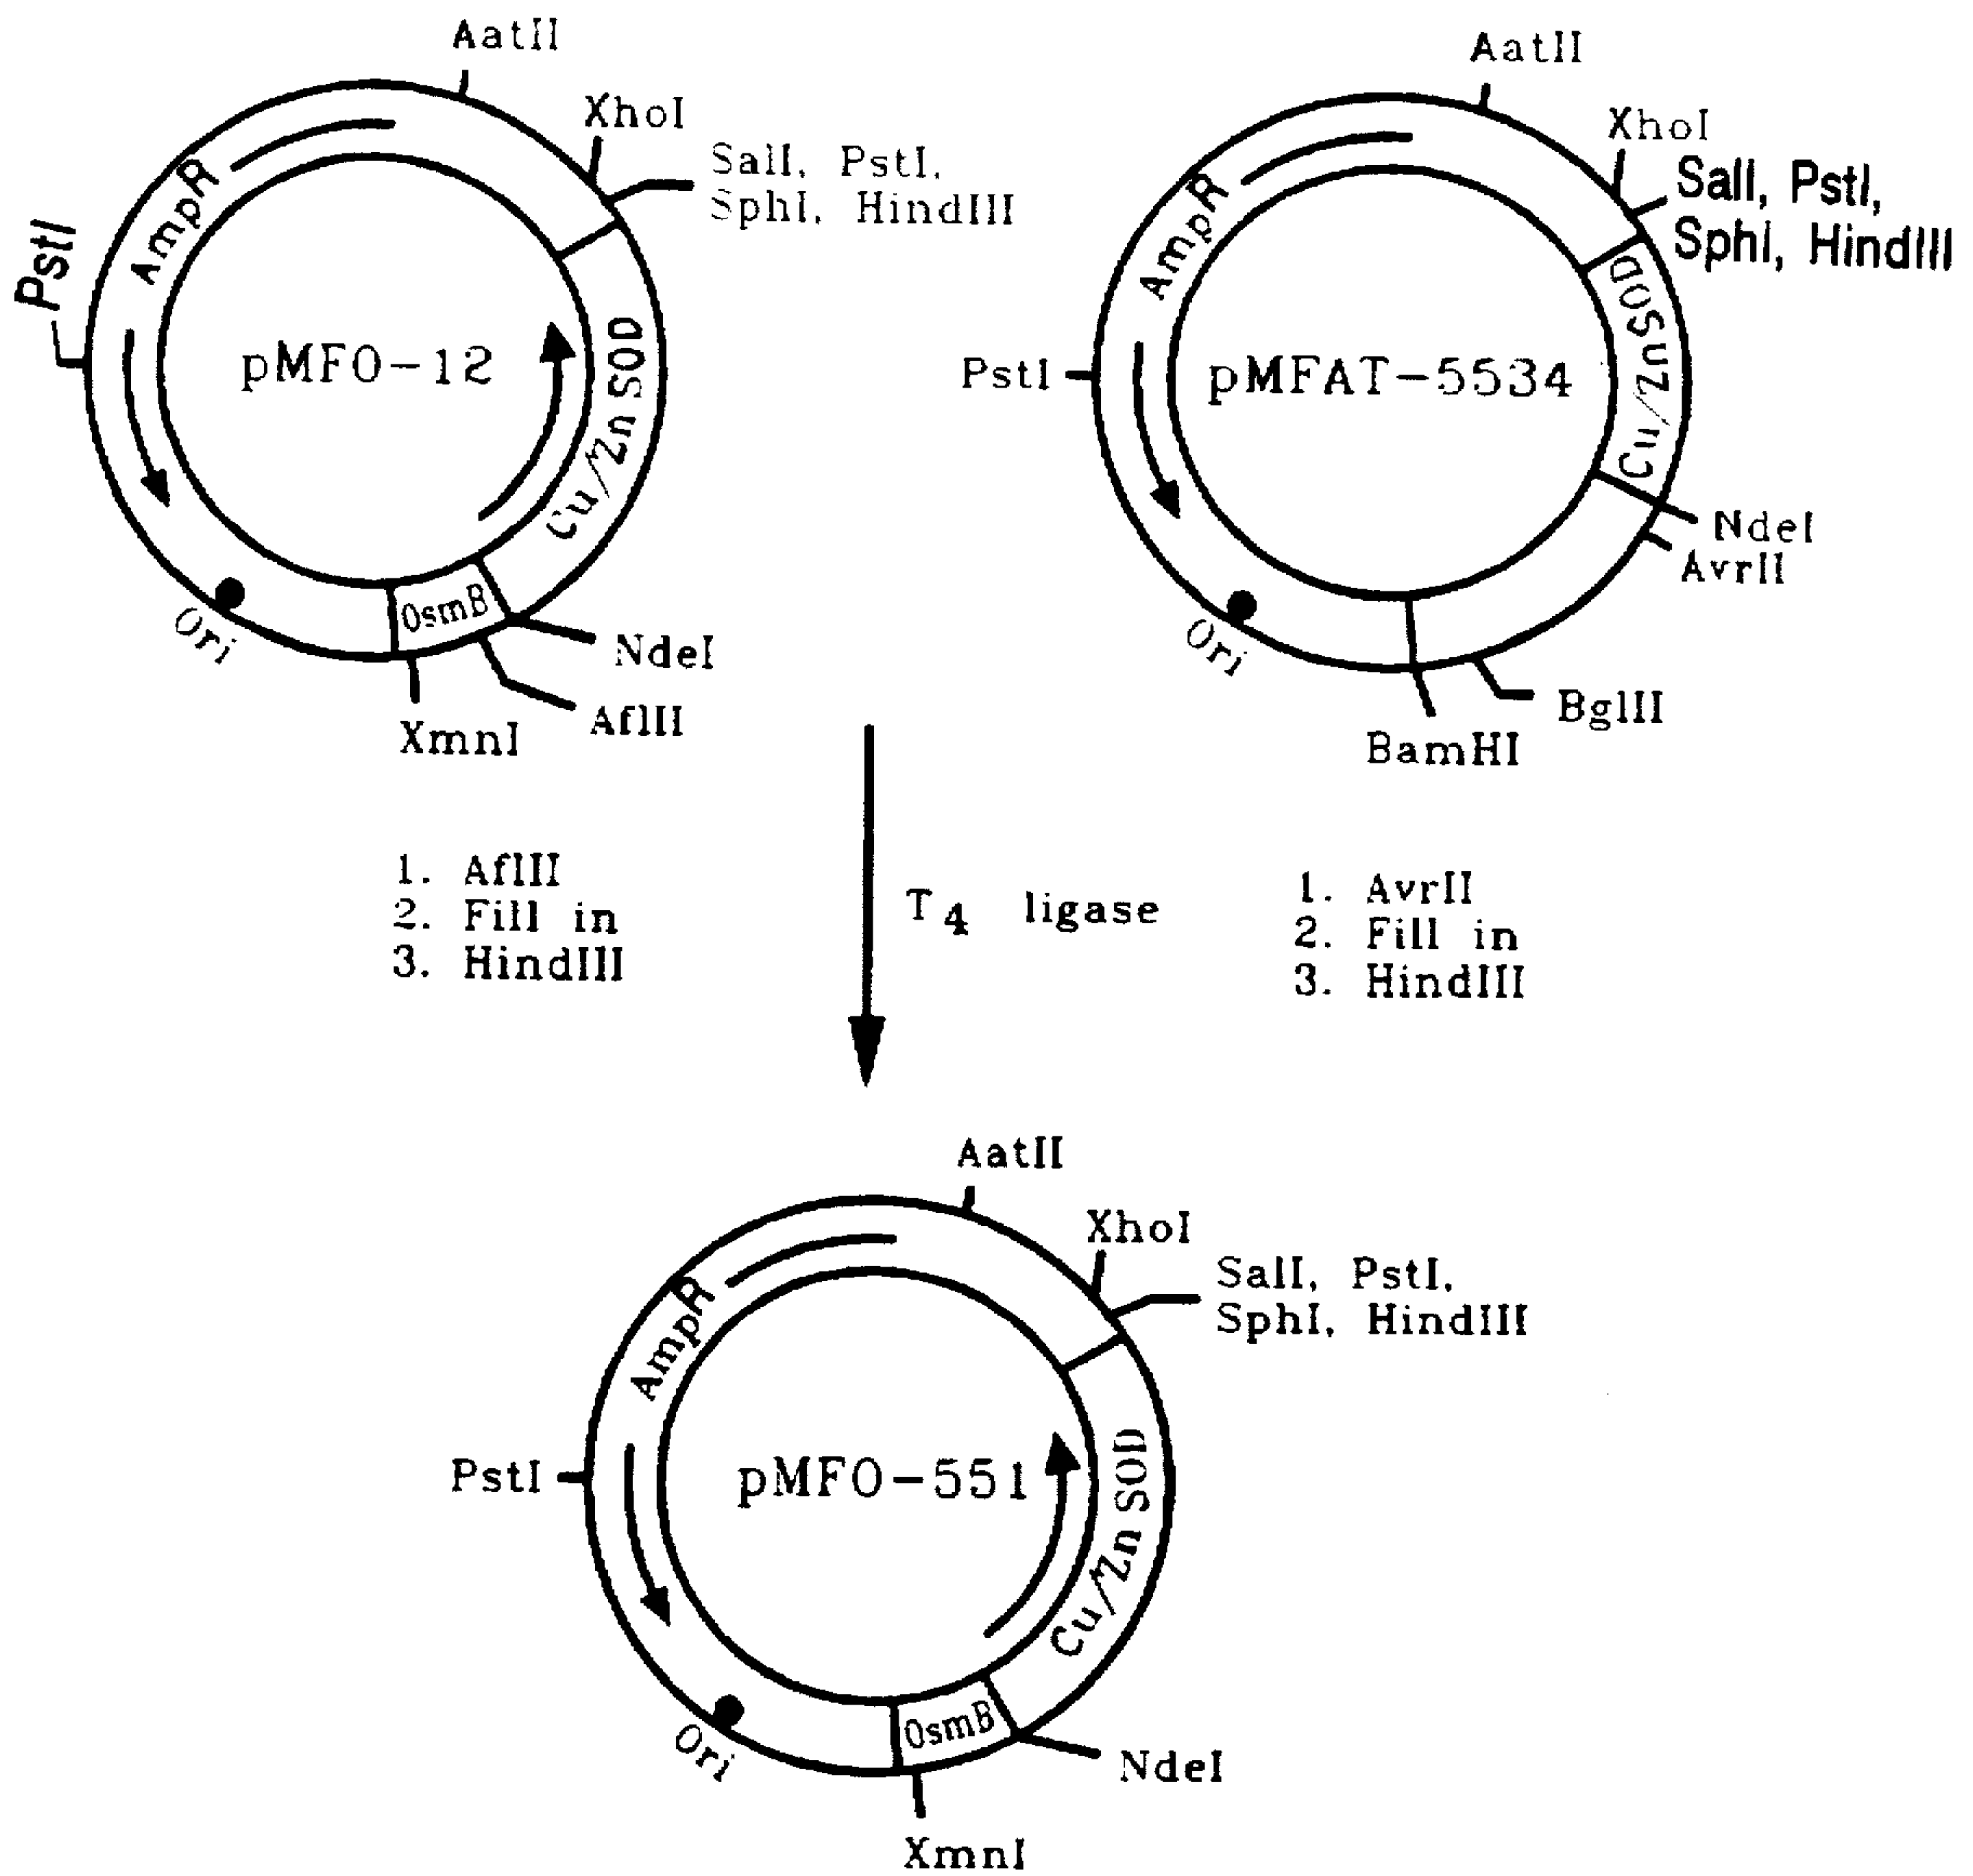 AatII
XhoI
SalI, PstI,
SphI, HindIII
AmpR
PstI
pMFO-12
Cu/Zn SOD
OsmB
Ori
NdeI
AflII
XmnI
AatII
XhoI
SalI, PstI,
SphI, HindIII
AmpR
PstI
pMFAT-5534
Cu/ZnSOD
NdeI
AvrII
Ori
BglII
BamHI
1. AflII
2. Fill in
3. HindIII
T4 ligase
1. AvrII
2. Fill in
3. HindIII
AatII
XhoI
SalI, PstI,
SphI, HindIII
AmpR
PstI
pMFO-551
Cu/Zn SOD
OsmB
Ori
NdeI
XmnI